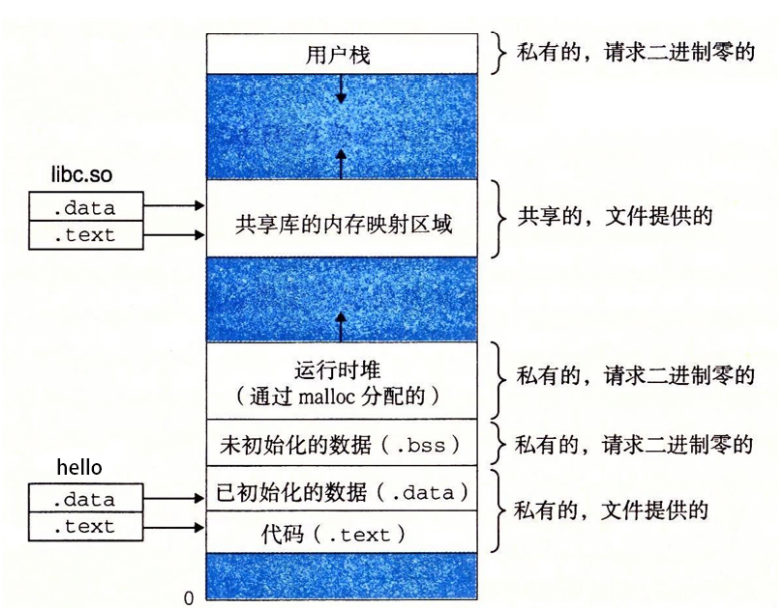 用户栈
私有的，请求二进制零的
libc.so
.data
.text
共享库的内存映射区域
共享的，文件提供的
运行时堆
（通过 malloc 分配的）
私有的，请求二进制零的
未初始化的数据（.bss）
私有的，请求二进制零的
hello
.data
.text
已初始化的数据（.data）
代码（.text）
私有的，文件提供的
0